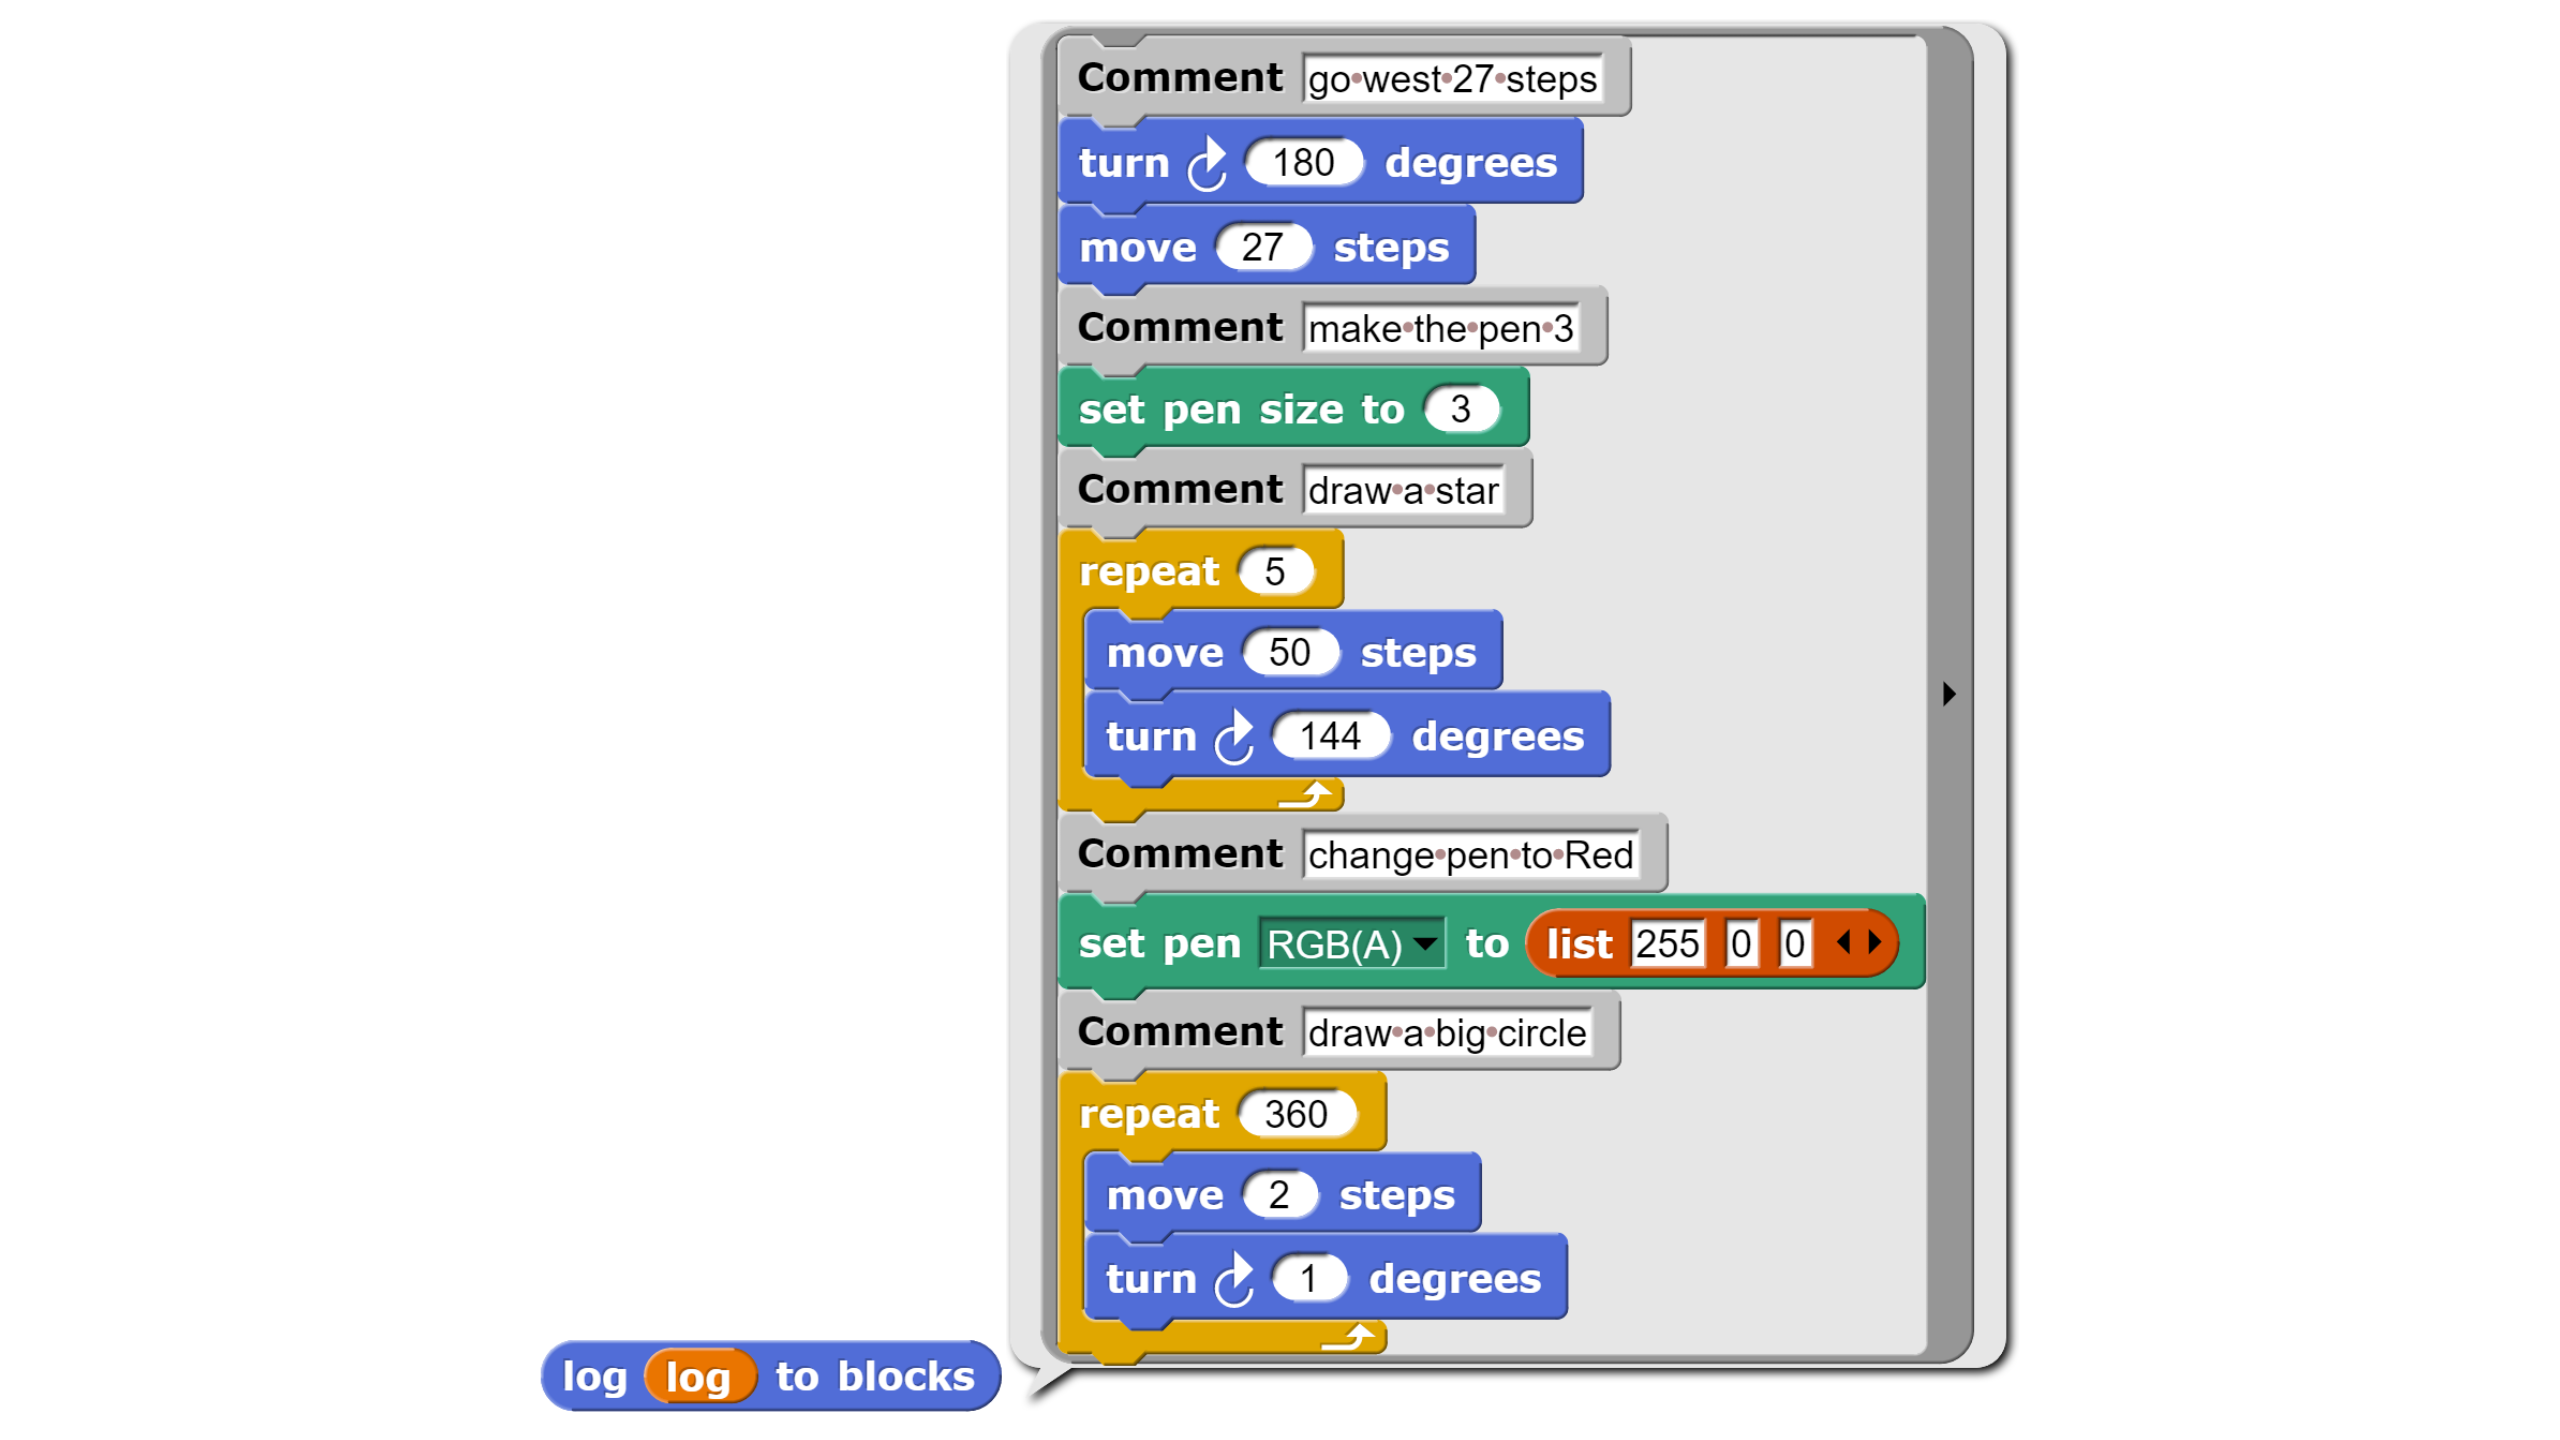 Comment go west 27 steps
turn 180 degrees
move 27 steps
Comment make the pen 3
set pen size to 3
Comment draw a star
repeat 5
move 50 steps
turn 144 degrees
Comment change pen to Red
set pen RGB(A) to list 255 0 0
Comment draw a big circle
repeat 360
move 2 steps
turn 1 degrees
log log to blocks